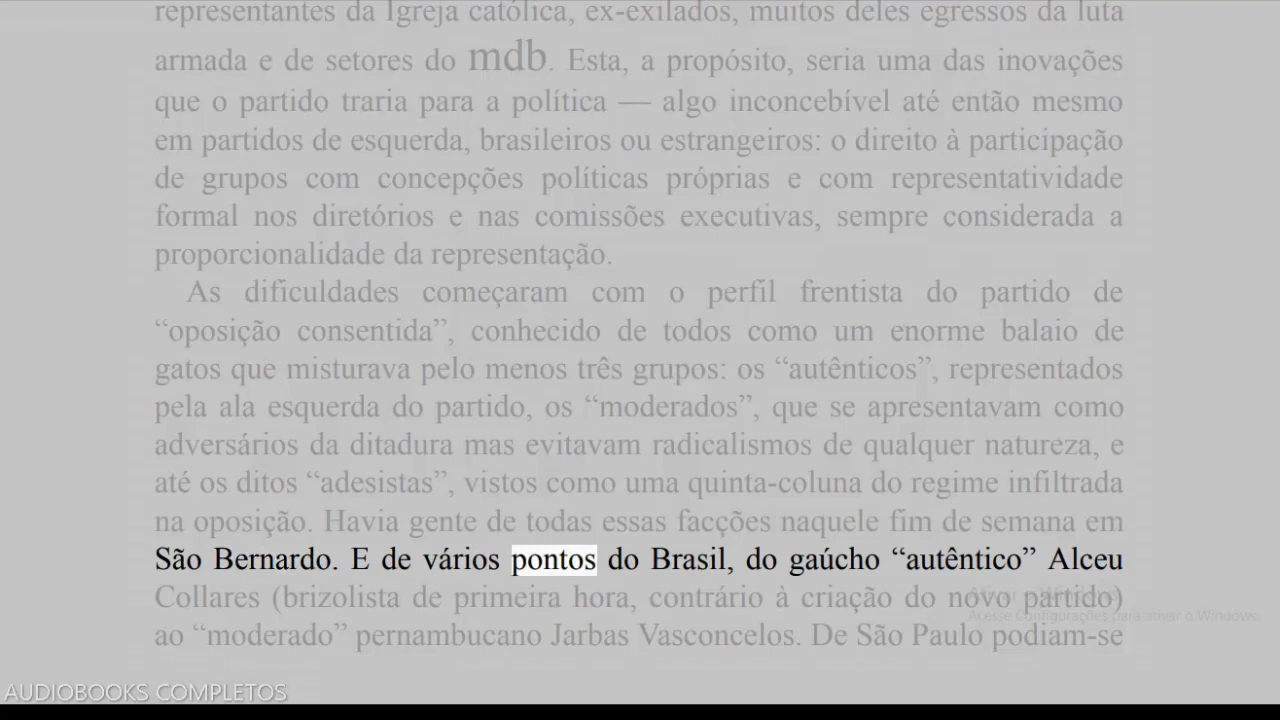 representantes da Igreja católica, ex-exilados, muitos deles egressos da luta
armada e de setores do mdb. Esta, a propósito, seria uma das inovações
que o partido traria para a política — algo inconcebível até então mesmo
em partidos de esquerda, brasileiros ou estrangeiros: o direito à participação
de grupos com concepções políticas próprias e com representatividade
formal nos diretórios e nas comissões executivas, sempre considerada a
proporcionalidade da representação.
As dificuldades começaram com o perfil frentista do partido de
“oposição consentida”, conhecido de todos como um enorme balaio de
gatos que misturava pelo menos três grupos: os “autênticos”, representados
pela ala esquerda do partido, os “moderados”, que se apresentavam como
adversários da ditadura mas evitavam radicalismos de qualquer natureza, e
até os ditos “adesistas”, vistos como uma quinta-coluna do regime infiltrada
na oposição. Havia gente de todas essas facções naquele fim de semana em
São Bernardo. E de vários pontos do Brasil, do gaúcho “autêntico” Alceu
Collares (brizolista de primeira hora, contrário à criação do novo partido)
Ativar o Windows
Acesse Configurações para ativar o Windows.
ao “moderado” pernambucano Jarbas Vasconcelos. De São Paulo podiam-se
AUDIOBOOKS COMPLETOS